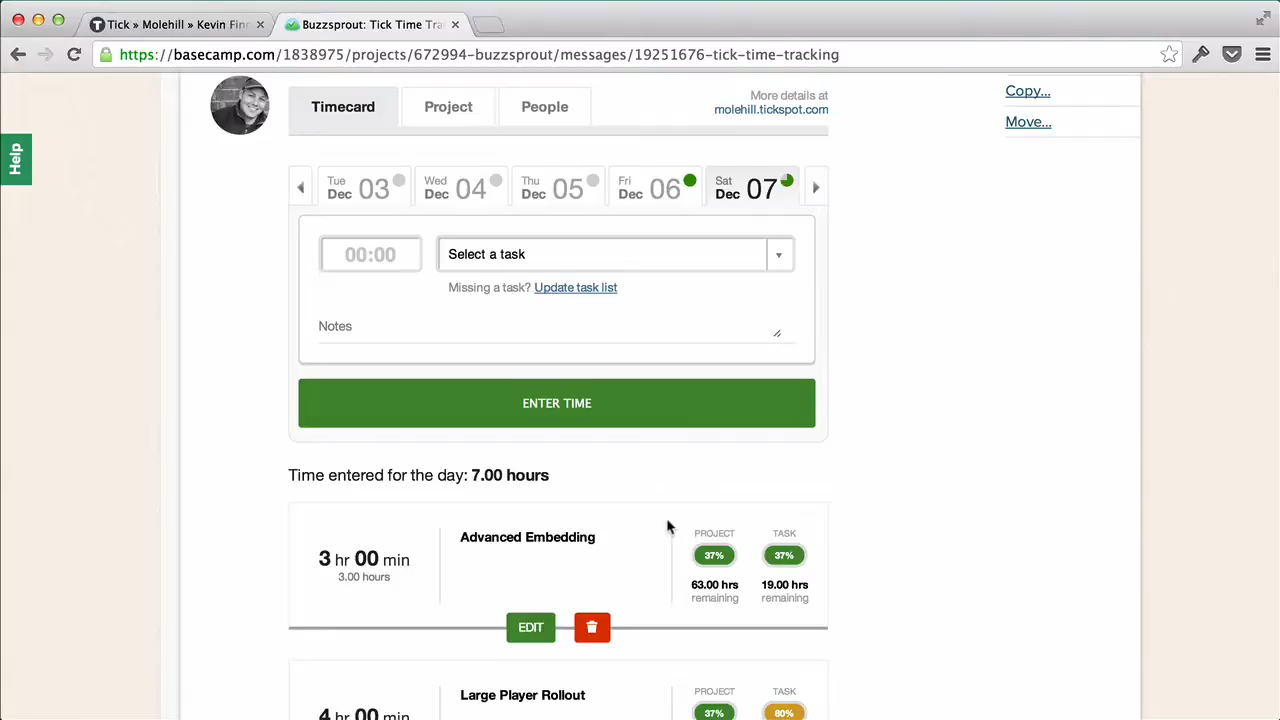 Tick » Molehill » Kevin Fin
Buzzsprout: Tick Time Tra
https://basecamp.com/1838975/projects/672994-buzzsprout/messages/19251676-tick-time-tracking
Help
Timecard
Project
People
More details at
molehill.tickspot.com
Copy...
Move...
Tue
Dec 03
Wed
Dec 04
Thu
Dec 05
Fri
Dec 06
Sat
Dec 07
00:00
Select a task
Missing a task? Update task list
Notes
ENTER TIME
Time entered for the day: 7.00 hours
3 hr 00 min
3.00 hours
Advanced Embedding
PROJECT
37%
63.00 hrs
remaining
TASK
37%
19.00 hrs
remaining
EDIT
4 hr 00 min
Large Player Rollout
PROJECT
37%
TASK
80%